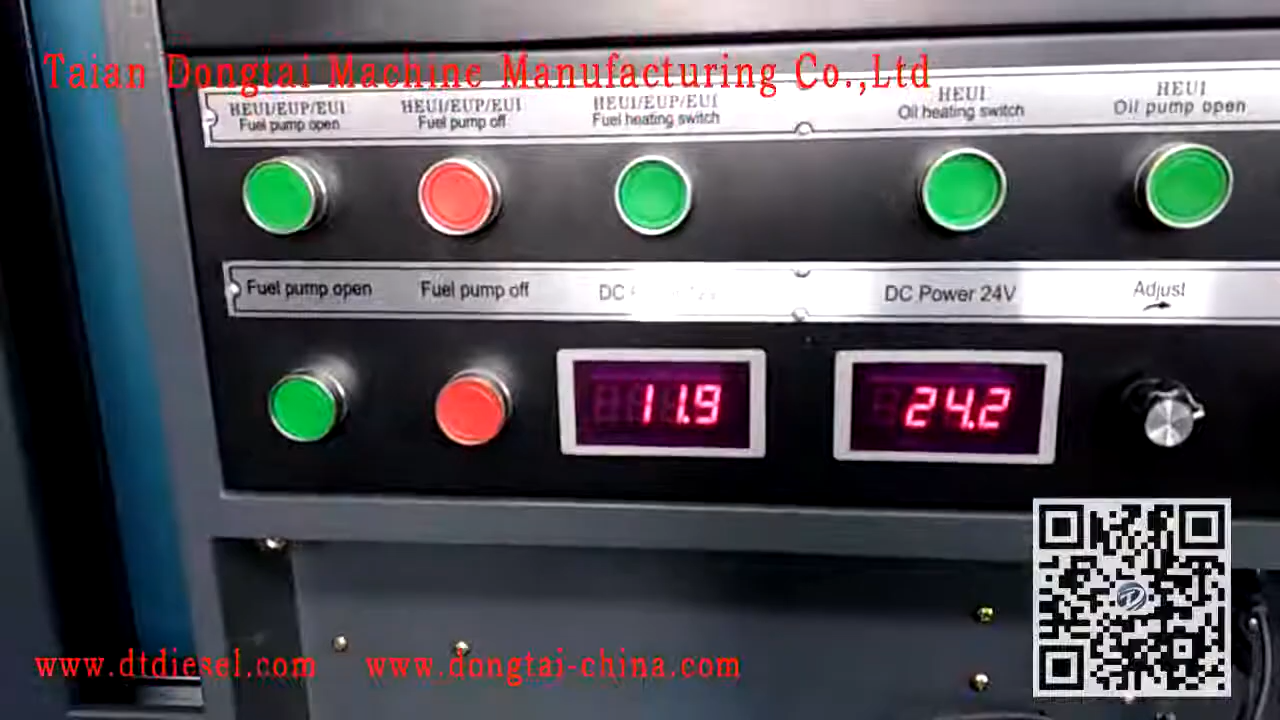 Taian Dongtai Machine Manufacturing Co.,Ltd
HEUI/EUP/EUI HEUI/EUP/EUI HEUI/EUP/EUI HEUI HEUI
Fuel pump open Fuel pump off Fuel heating switch Oil heating switch Oil pump open
Fuel pump open Fuel pump off DC DC Power 24V Adjust
11.9 24.2
www.dtdiesel.com www.dongtai-china.com